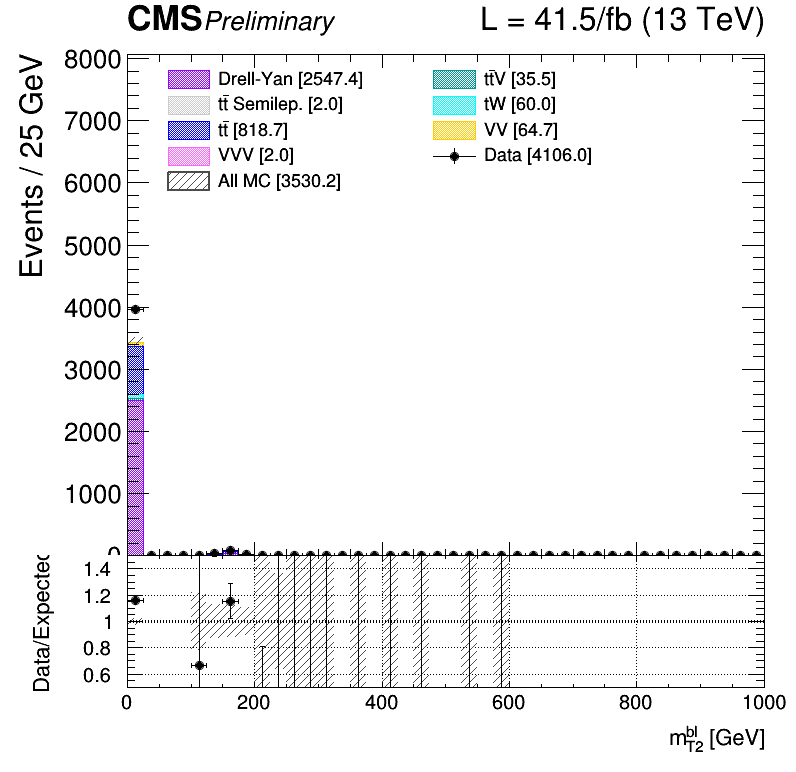 CMS Preliminary L = 41.5/fb (13 TeV)
Events / 25 GeV
8000
7000
6000
5000
4000
3000
2000
1000
0
Drell-Yan [2547.4]
tt̄ Semilep. [2.0]
tt̄ [818.7]
VVV [2.0]
All MC [3530.2]
tt̄V [35.5]
tW [60.0]
VV [64.7]
Data [4106.0]
Data/Expected
1.4
1.2
1
0.8
0.6
0 200 400 600 800 1000
m_{T2}^{bl} [GeV]